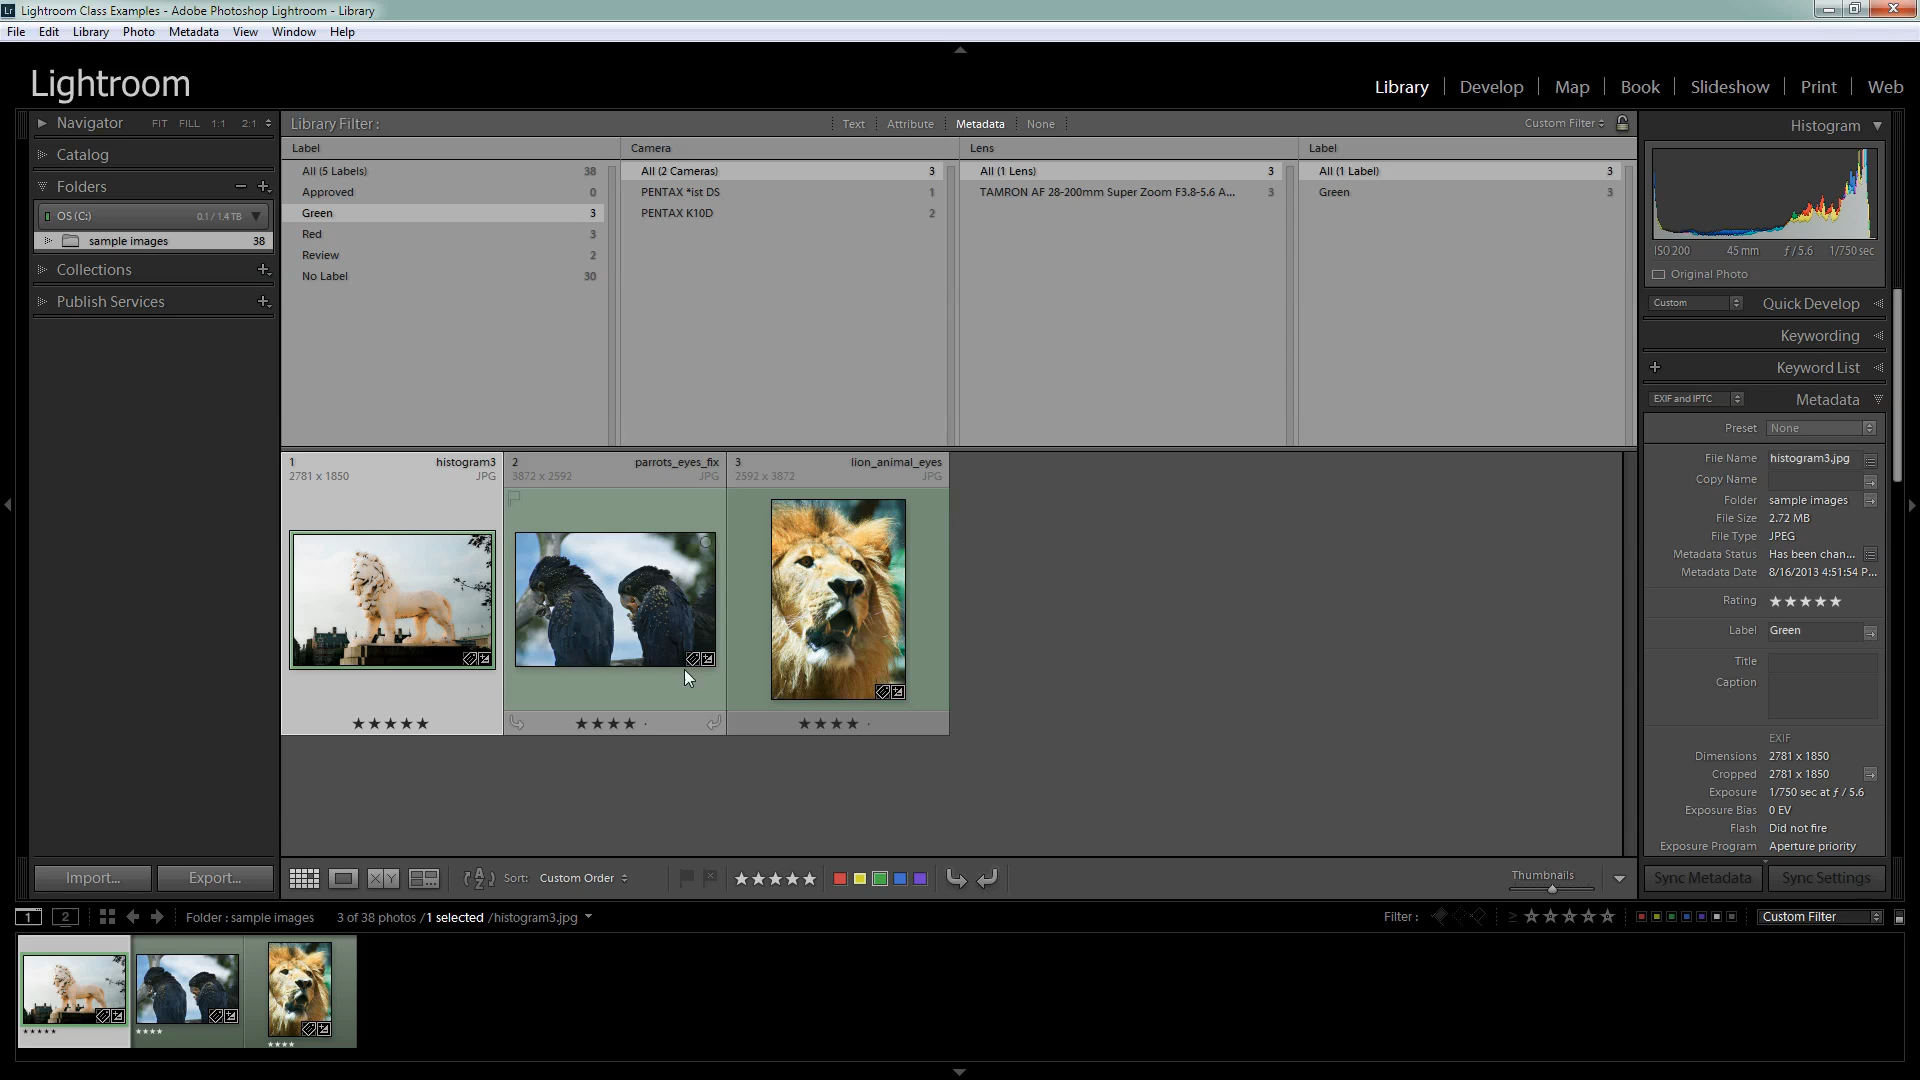 Lr Lightroom Class Examples - Adobe Photoshop Lightroom - Library
File Edit Library Photo Metadata View Window Help
Lightroom
Library Develop Map Book Slideshow Print Web
Navigator FIT FILL 1:1 2:1
Catalog
Folders
OS (C:) 0.1 / 1.4 TB
sample images 38
Collections
Publish Services
Import... Export...
Library Filter : Text Attribute Metadata None Custom Filter
Label Camera Lens Label
All (5 Labels) 38 All (2 Cameras) 3 All (1 Lens) 3 All (1 Label) 3
Approved 0 PENTAX *ist DS 1 TAMRON AF 28-200mm Super Zoom F3.8-5.6 A... 3 Green 3
Green 3 PENTAX K10D 2
Red 3
Review 2
No Label 30
1 histogram3 2 parrots_eyes_fix 3 lion_animal_eyes
2781 x 1850 JPG 3872 x 2592 JPG 2592 x 3872 JPG
XY AZ Sort: Custom Order Thumbnails
Histogram
ISO 200 45 mm ƒ / 5.6 1/750 sec
Original Photo
Custom Quick Develop
Keywording
Keyword List
EXIF and IPTC Metadata
Preset None
File Name histogram3.jpg
Copy Name
Folder sample images
File Size 2.72 MB
File Type JPEG
Metadata Status Has been chan...
Metadata Date 8/16/2013 4:51:54 P...
Rating ★★★★★
Label Green
Title
Caption
EXIF
Dimensions 2781 x 1850
Cropped 2781 x 1850
Exposure 1/750 sec at ƒ / 5.6
Exposure Bias 0 EV
Flash Did not fire
Exposure Program Aperture priority
Sync Metadata Sync Settings
1 2 Folder : sample images 3 of 38 photos / 1 selected / histogram3.jpg Filter : ≥ Custom Filter